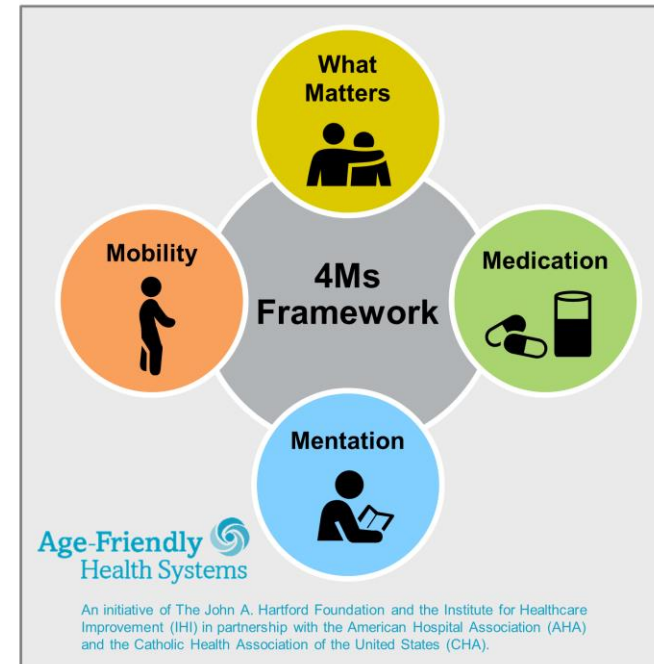 What
Matters
Mobility
4Ms
Framework
Medication
Mentation
Age-Friendly
Health Systems
An initiative of The John A. Hartford Foundation and the Institute for Healthcare
Improvement (IHI) in partnership with the American Hospital Association (AHA)
and the Catholic Health Association of the United States (CHA).